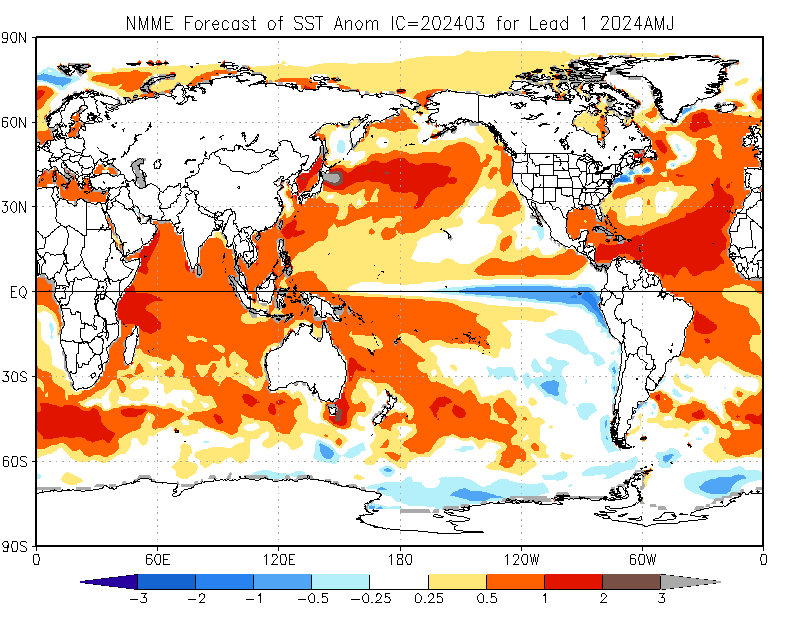 NMME Forecast of SST Anom IC=202403 for Lead 1 2024AMJ
90N
60N
30N
EQ
30S
60S
90S
0 60E 120E 180 120W 60W 0
-3 -2 -1 -0.5 -0.25 0.25 0.5 1 2 3